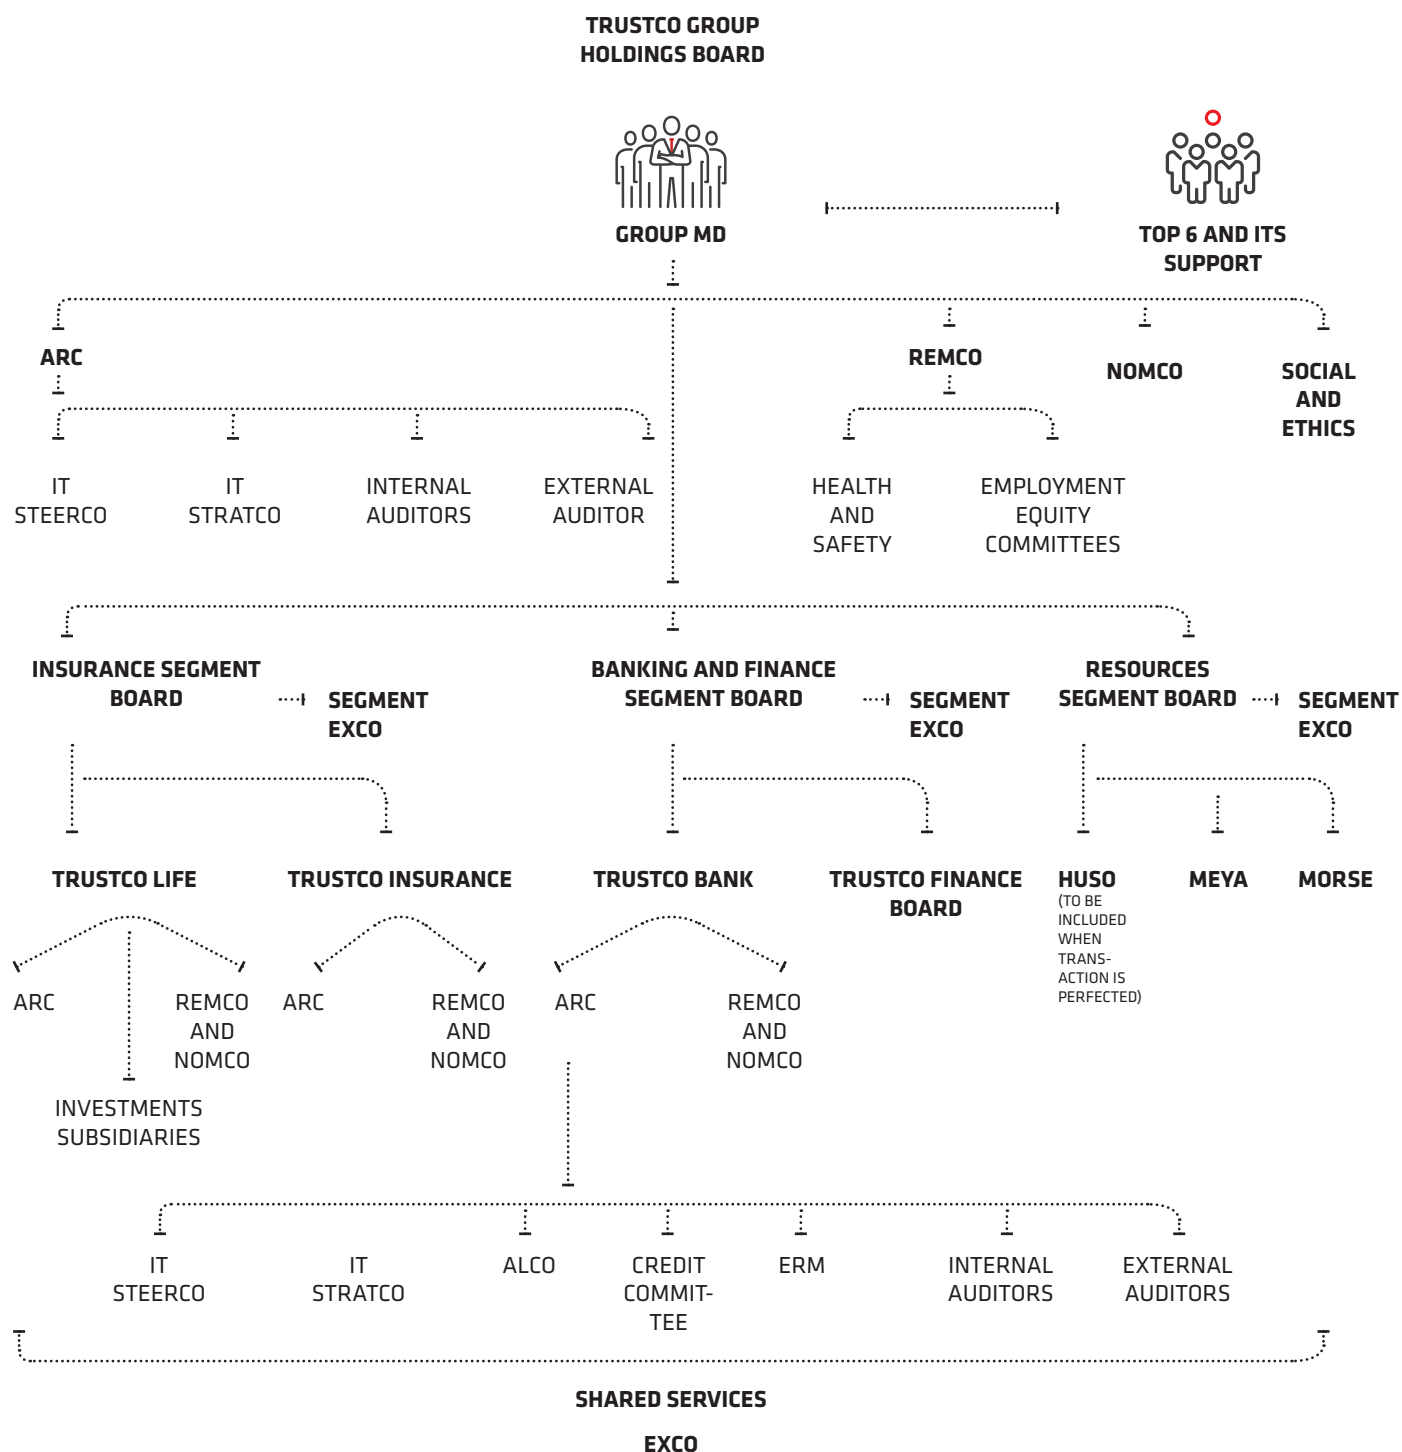 TRUSTCO GROUP
HOLDINGS BOARD
GROUP MD
TOP 6 AND ITS
SUPPORT
ARC
REMCO
NOMCO
SOCIAL
AND
ETHICS
IT
STEERCO
IT
STRATCO
INTERNAL
AUDITORS
EXTERNAL
AUDITOR
HEALTH
AND
SAFETY
EMPLOYMENT
EQUITY
COMMITTEES
INSURANCE SEGMENT
BOARD
SEGMENT
EXCO
BANKING AND FINANCE
SEGMENT BOARD
SEGMENT
EXCO
RESOURCES
SEGMENT BOARD
SEGMENT
EXCO
TRUSTCO LIFE
TRUSTCO INSURANCE
TRUSTCO BANK
TRUSTCO FINANCE
BOARD
HUSO
(TO BE
INCLUDED
WHEN
TRANS-
ACTION IS
PERFECTED)
MEYA
MORSE
ARC
REMCO
AND
NOMCO
ARC
REMCO
AND
NOMCO
ARC
REMCO
AND
NOMCO
INVESTMENTS
SUBSIDIARIES
IT
STEERCO
IT
STRATCO
ALCO
CREDIT
COMMIT-
TEE
ERM
INTERNAL
AUDITORS
EXTERNAL
AUDITORS
SHARED SERVICES
EXCO